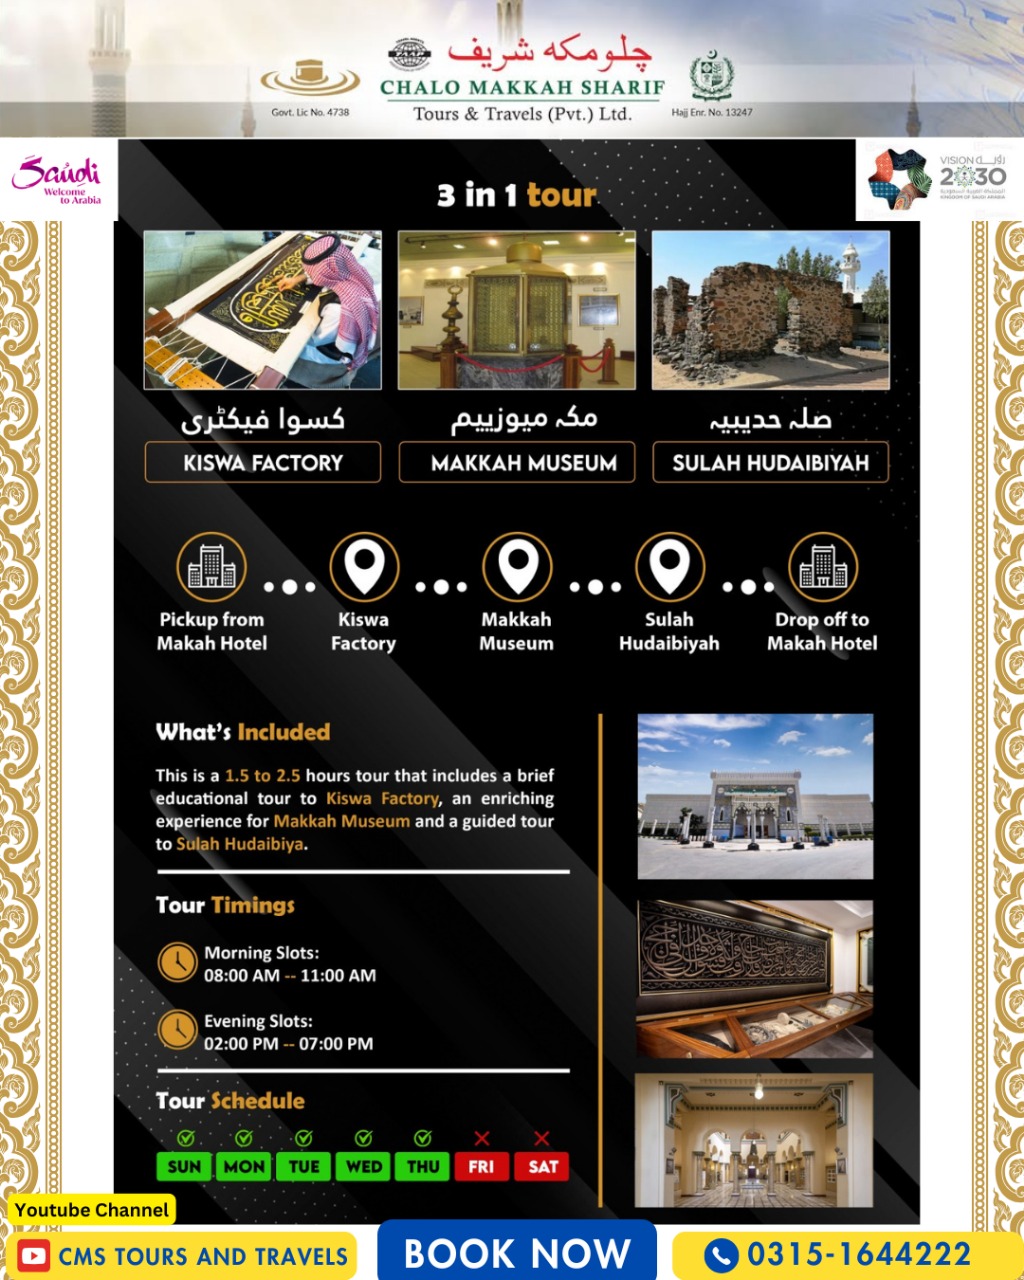 چلو مکه شریف
CHALO MAKKAH SHARIF
Tours & Travels (Pvt.) Ltd.
Govt. Lic No. 4738
Hajj Enr. No. 13247
Saudi
Welcome
to Arabia
VISION رؤيـــة
2030
المملكة العربية السعودية
KINGDOM OF SAUDI ARABIA
3 in 1 tour
کسوا فیکٹری
مکہ میوزییم
صلہ حدیبیہ
KISWA FACTORY
MAKKAH MUSEUM
SULAH HUDAIBIYAH
Pickup from
Makah Hotel
Kiswa
Factory
Makkah
Museum
Sulah
Hudaibiyah
Drop off to
Makah Hotel
What's Included
This is a 1.5 to 2.5 hours tour that includes a brief
educational tour to Kiswa Factory, an enriching
experience for Makkah Museum and a guided tour
to Sulah Hudaibiya.
Tour Timings
Morning Slots:
08:00 AM -- 11:00 AM
Evening Slots:
02:00 PM -- 07:00 PM
Tour Schedule
SUN MON TUE WED THU FRI SAT
Youtube Channel
CMS TOURS AND TRAVELS
BOOK NOW
0315-1644222